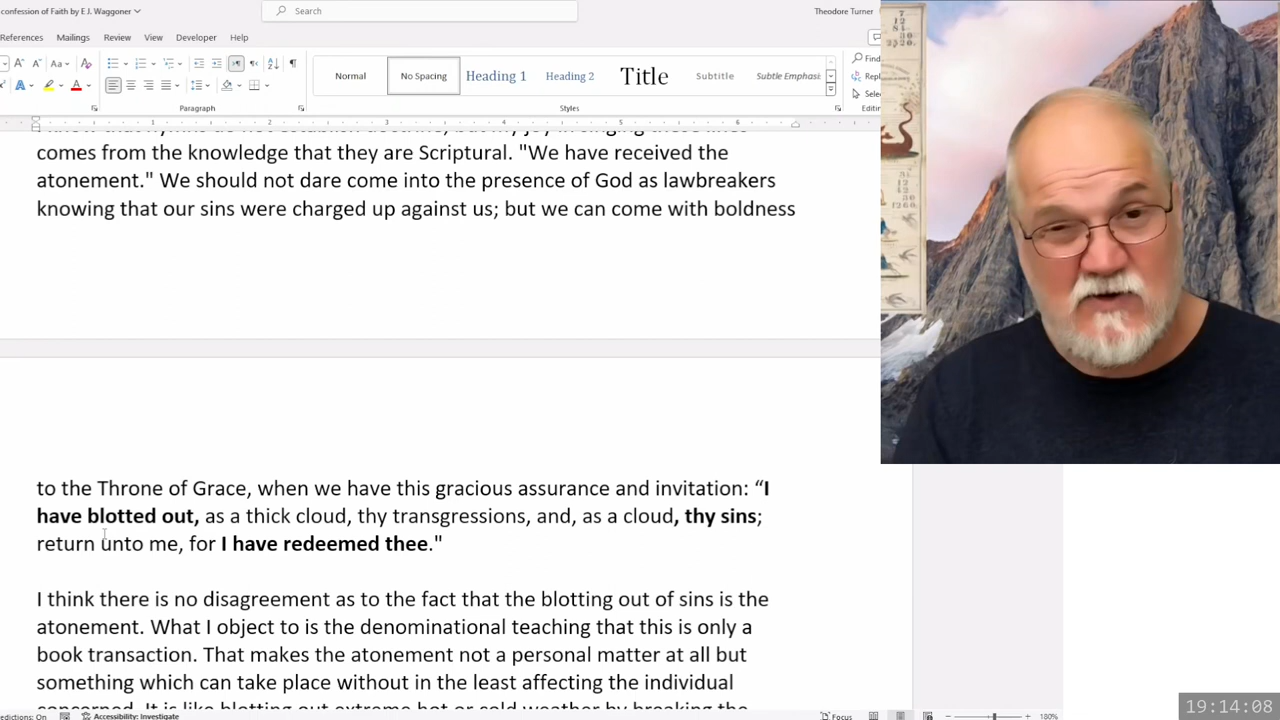 confession of Faith by E.J. Waggoner
Search
Theodore Turner
References Mailings Review View Developer Help
Normal No Spacing Heading 1 Heading 2 Title Subtitle Subtle Emphasi
Paragraph Styles
comes from the knowledge that they are Scriptural. "We have received the
atonement." We should not dare come into the presence of God as lawbreakers
knowing that our sins were charged up against us; but we can come with boldness
to the Throne of Grace, when we have this gracious assurance and invitation: “I
have blotted out, as a thick cloud, thy transgressions, and, as a cloud, thy sins;
return unto me, for I have redeemed thee."
I think there is no disagreement as to the fact that the blotting out of sins is the
atonement. What I object to is the denominational teaching that this is only a
book transaction. That makes the atonement not a personal matter at all but
something which can take place without in the least affecting the individual
edictions: On Accessibility: Investigate Focus 180%
19:14:08